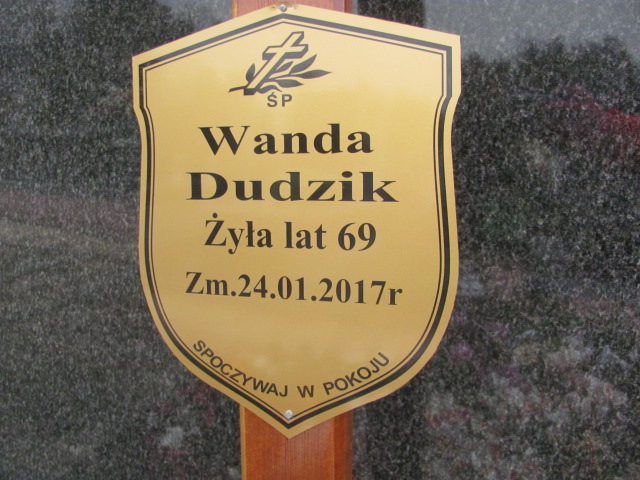 ŚP
Wanda
Dudzik
Żyła lat 69
Zm.24.01.2017r
SPOCZYWAJ W POKOJU